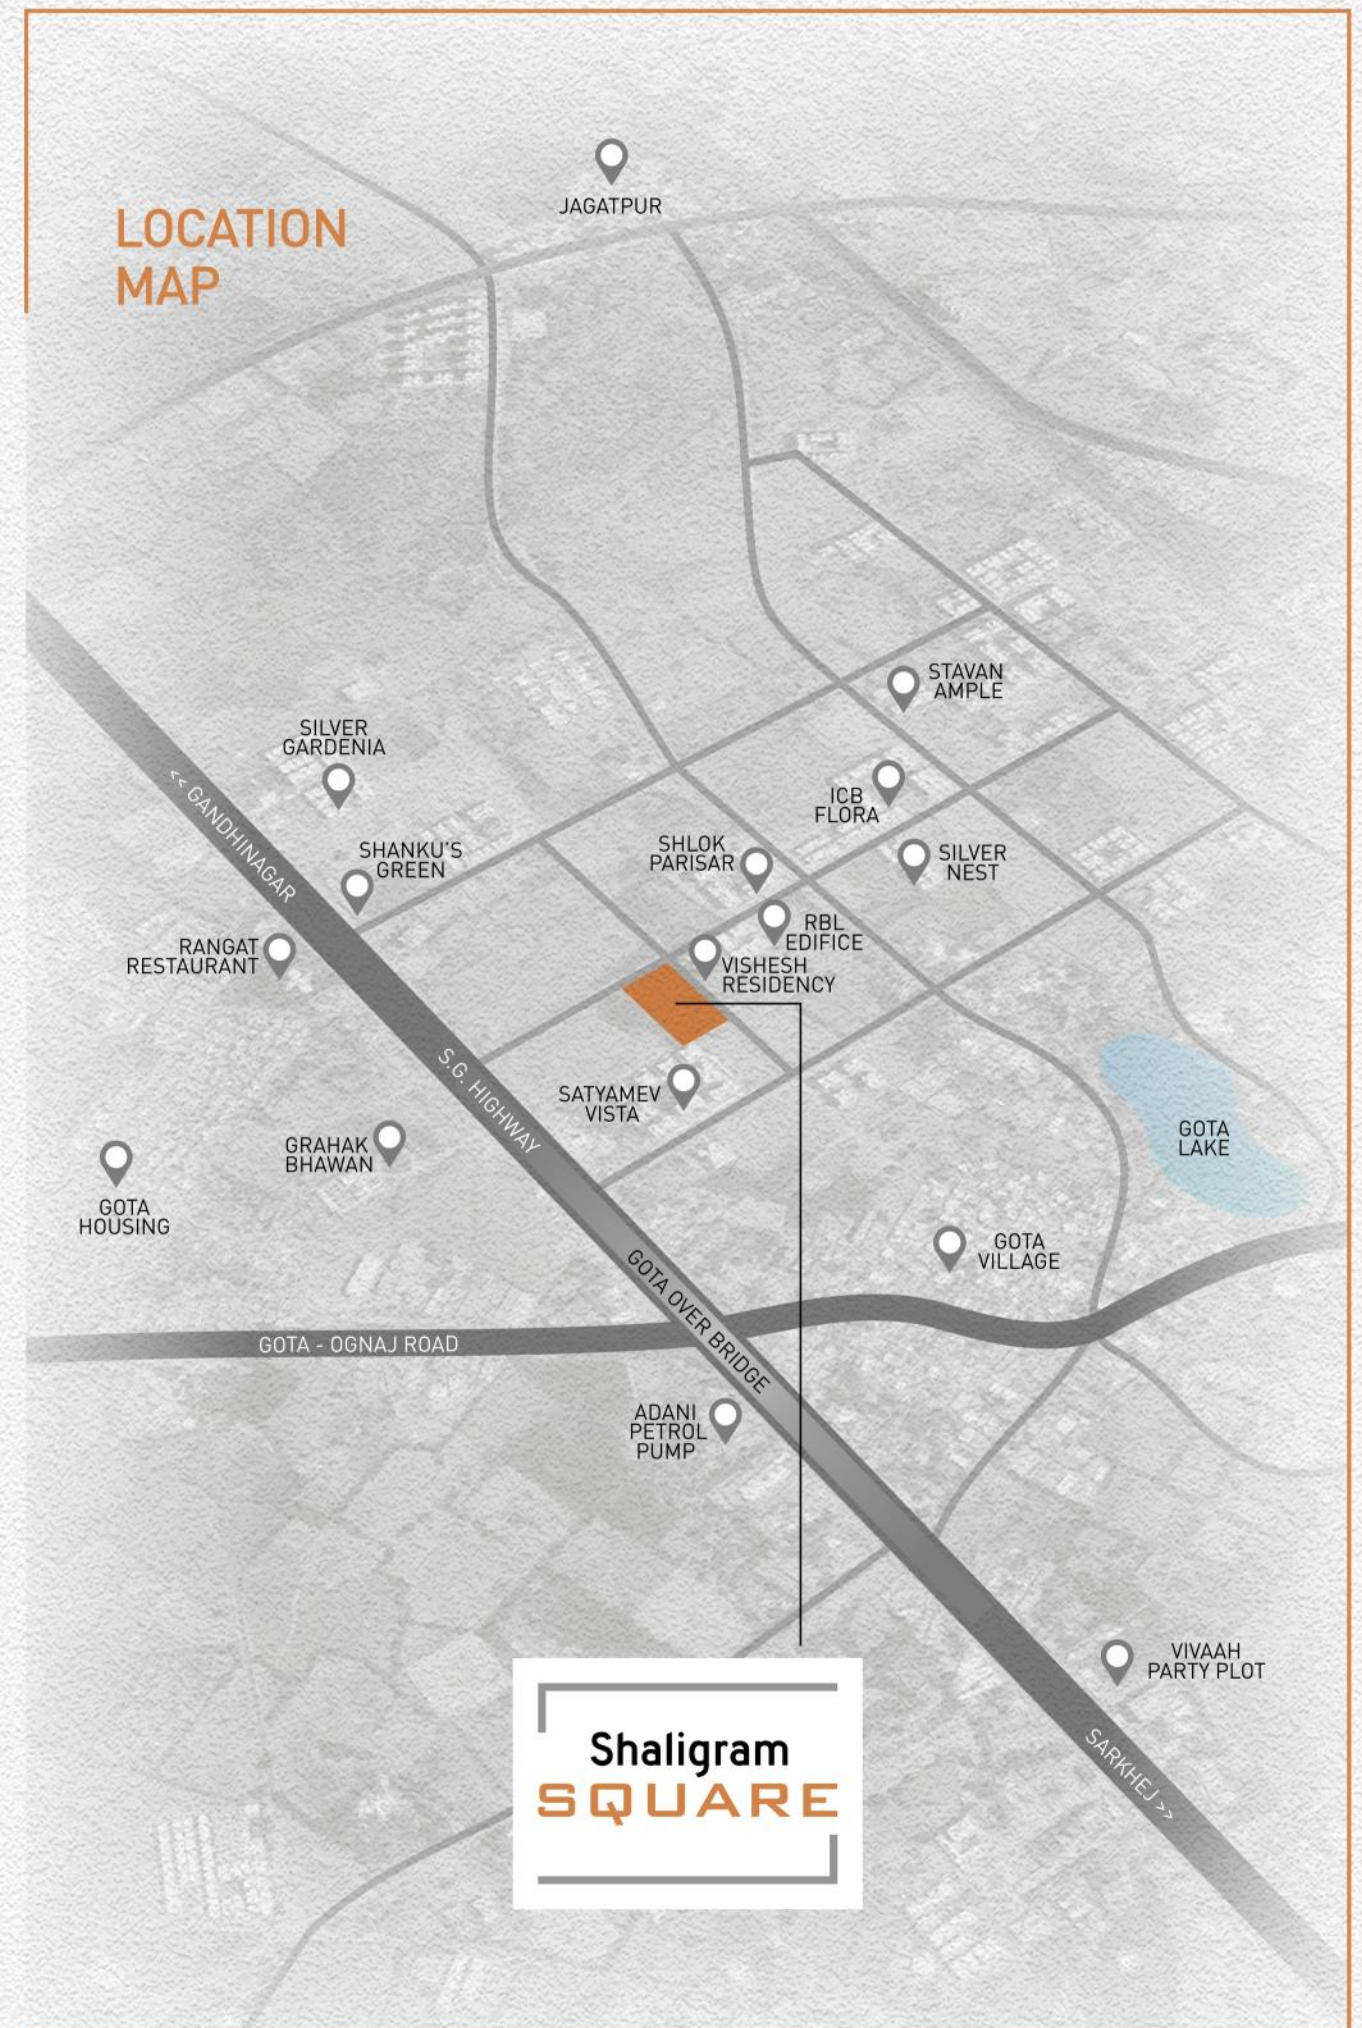 JAGATPUR
LOCATION
MAP
STAVAN
AMPLE
SILVER
GARDENIA
<< GANDHINAGAR
ICB
FLORA
SHANKU'S
GREEN
SHLOK
PARISAR
SILVER
NEST
RBL
EDIFICE
RANGAT
RESTAURANT
VISHESH
RESIDENCY
S.G. HIGHWAY
SATYAMEV
VISTA
GOTA
LAKE
GRAHAK
BHAWAN
GOTA
HOUSING
GOTA
VILLAGE
GOTA OVER BRIDGE
GOTA - OGNAJ ROAD
ADANI
PETROL
PUMP
VIVAAH
PARTY PLOT
SARKHEJ >>
Shaligram
SQUARE